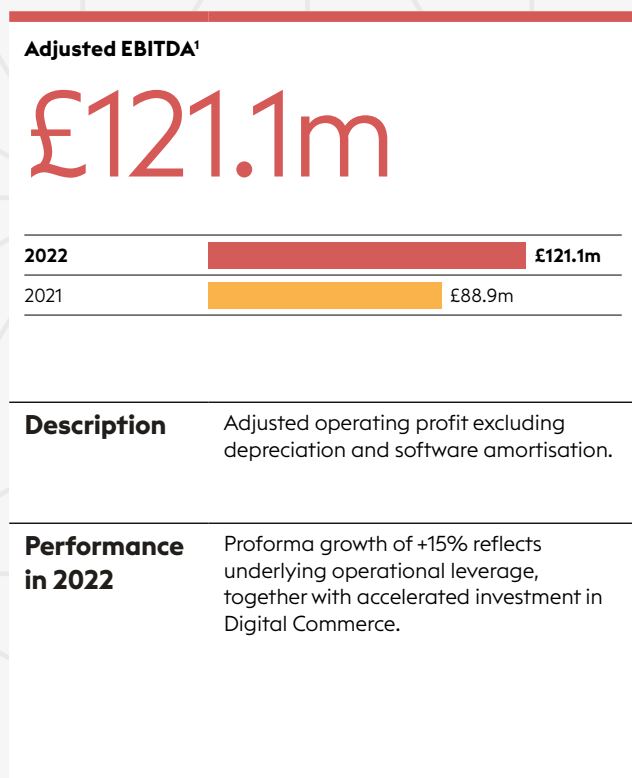 Adjusted EBITDA¹
£121.1m
2022 £121.1m
2021 £88.9m
Description
Adjusted operating profit excluding
depreciation and software amortisation.
Performance
in 2022
Proforma growth of +15% reflects
underlying operational leverage,
together with accelerated investment in
Digital Commerce.